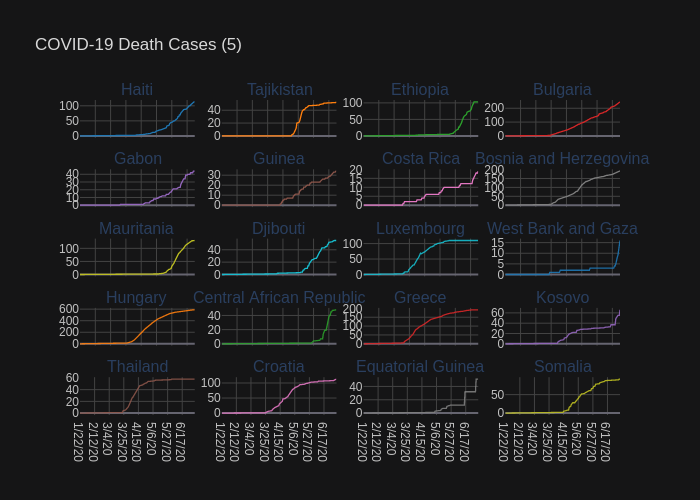 COVID-19 Death Cases (5)
Haiti Tajikistan Ethiopia Bulgaria
100 50 0
40 20 0
100 50 0
200 100 0
Gabon Guinea Costa Rica Bosnia and Herzegovina
40 30 20 10 0
30 20 10 0
20 15 10 5 0
200 150 100 50 0
Mauritania Djibouti Luxembourg West Bank and Gaza
100 50 0
40 20 0
100 50 0
15 10 5 0
Hungary Central African Republic Greece Kosovo
600 400 200 0
40 20 0
200 150 100 50 0
60 40 20 0
Thailand Croatia Equatorial Guinea Somalia
60 40 20 0
100 50 0
40 20 0
50 0
1/22/20 2/12/20 3/4/20 3/25/20 4/15/20 5/6/20 5/27/20 6/17/20
1/22/20 2/12/20 3/4/20 3/25/20 4/15/20 5/6/20 5/27/20 6/17/20
1/22/20 2/12/20 3/4/20 3/25/20 4/15/20 5/6/20 5/27/20 6/17/20
1/22/20 2/12/20 3/4/20 3/25/20 4/15/20 5/6/20 5/27/20 6/17/20